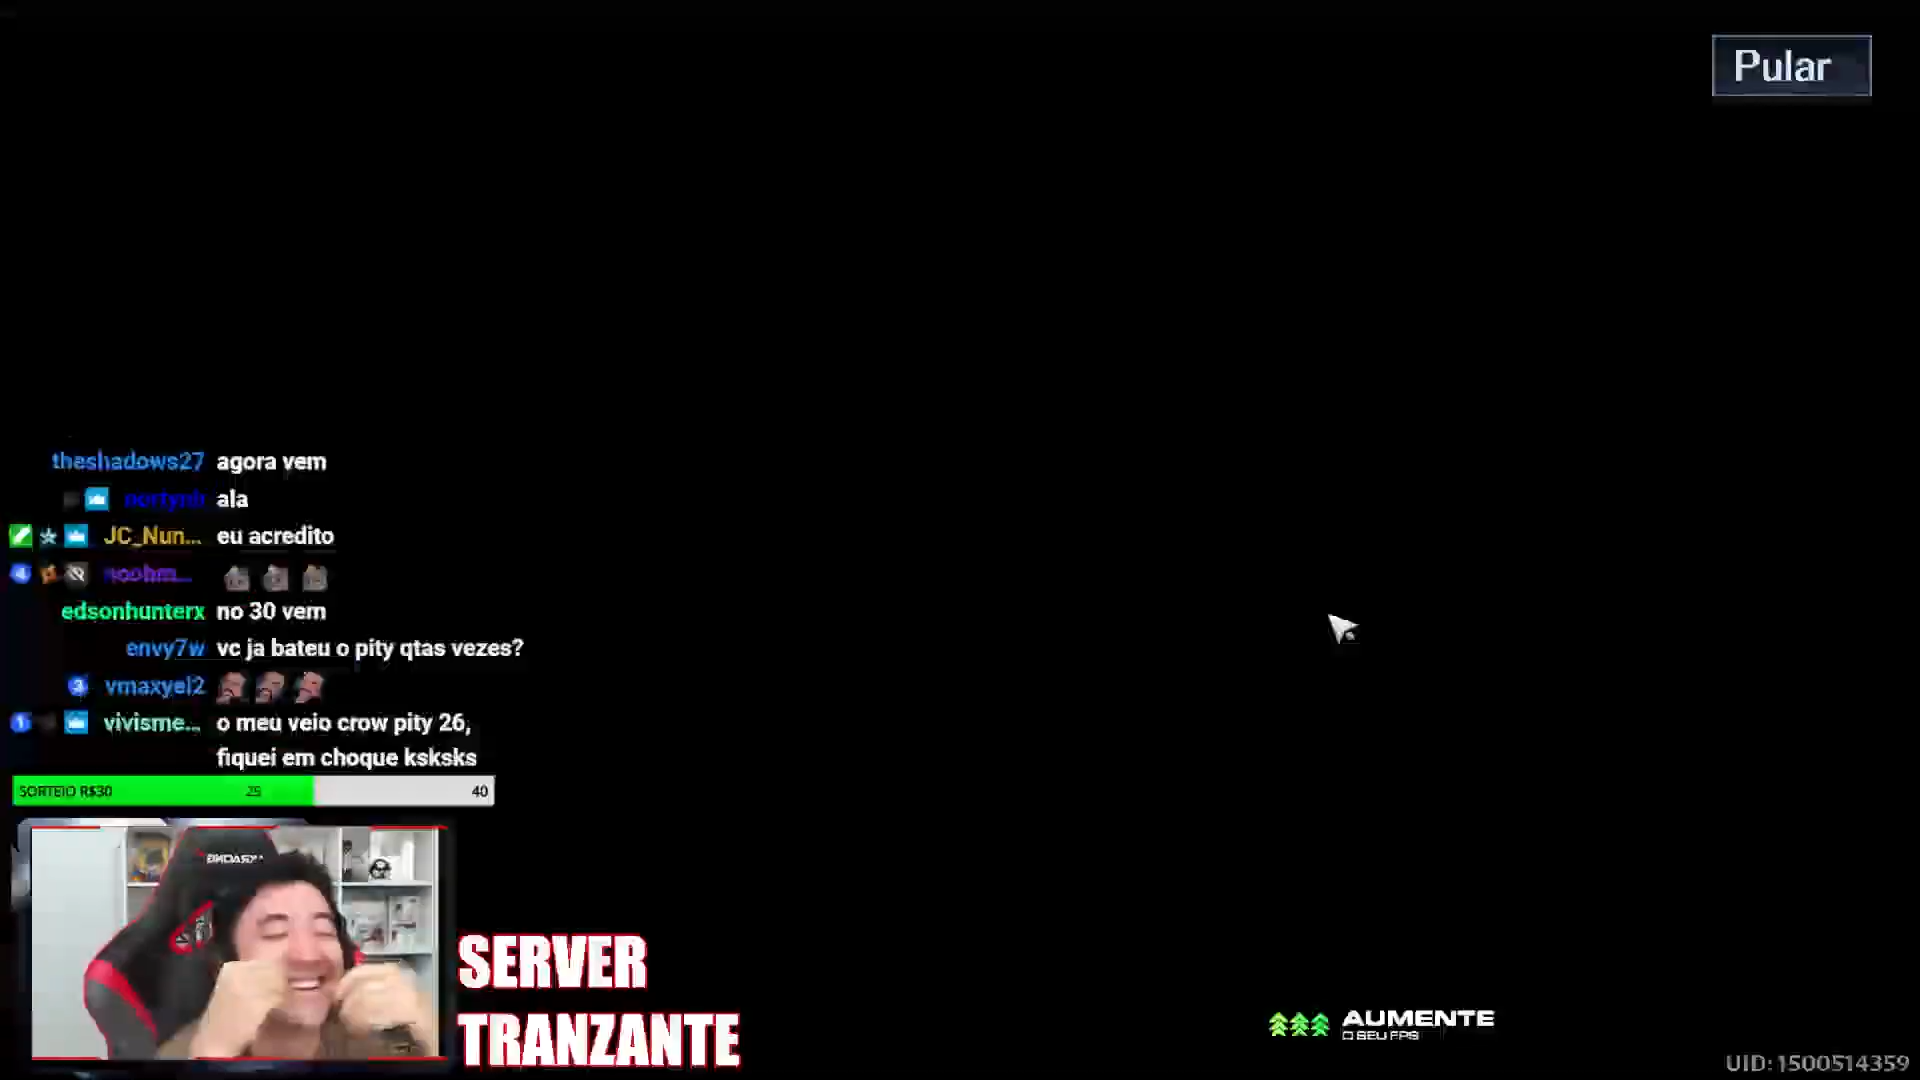 Pular
theshadows27 agora vem
nortynh ala
JC_Nun... eu acredito
noohm...
edsonhunterx no 30 vem
envy7w vc ja bateu o pity qtas vezes?
vmaxyel2
vivisme... o meu veio crow pity 26,
fiquei em choque ksksks
SORTEIO R$30 25 40
SERVER
TRANZANTE
AUMENTE
O SEU FPS
UID:1500514359